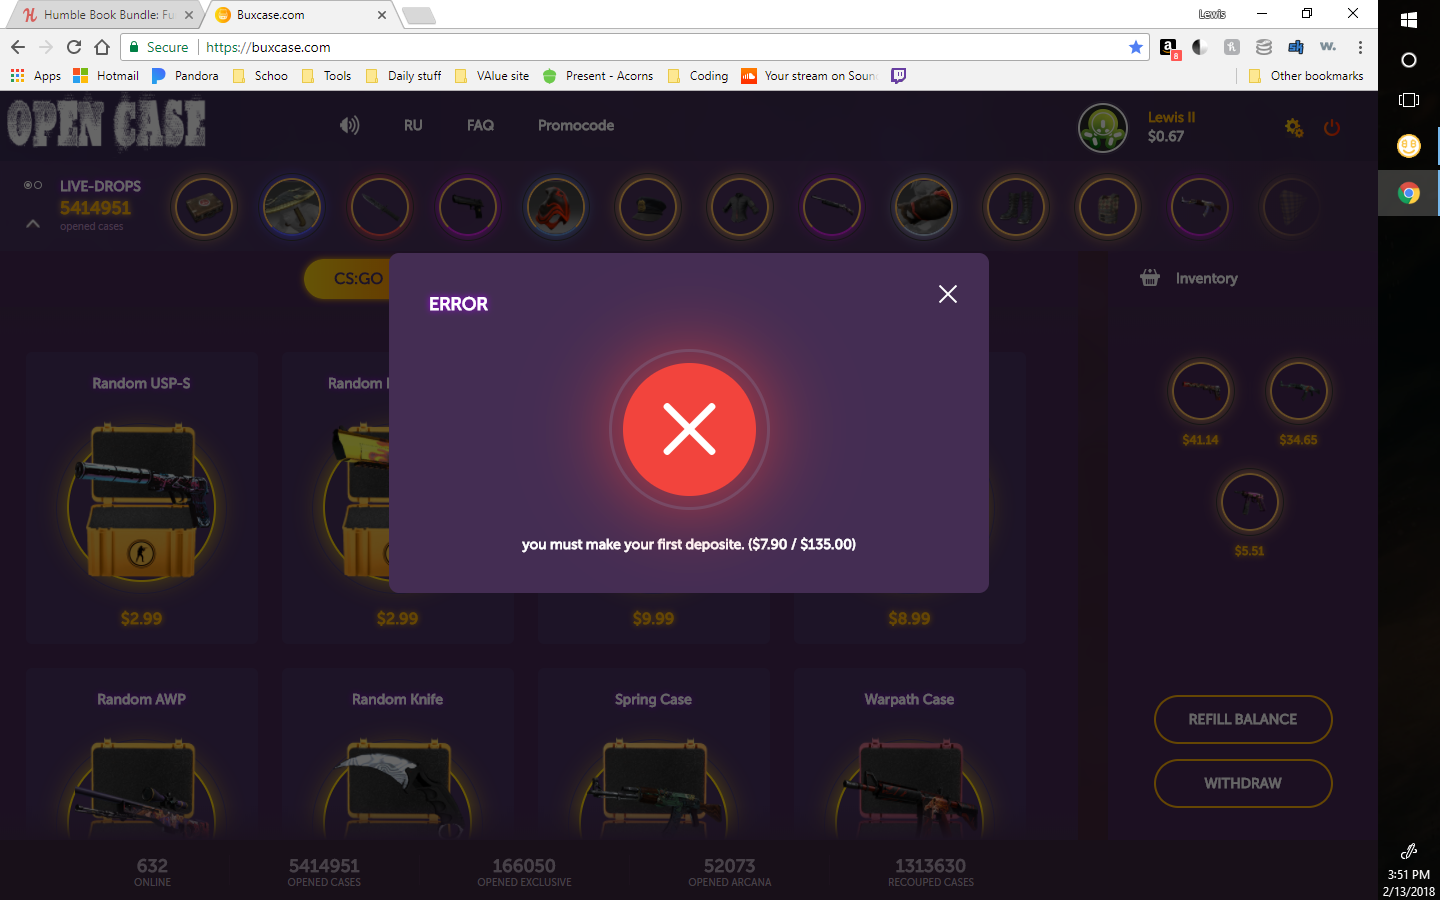 Humble Book Bundle: Fu
Buxcase.com
Lewis
Secure
https://buxcase.com
a
8
h
w.
Apps
Hotmail
Pandora
Schoo
Tools
Daily stuff
VAlue site
Present - Acorns
Coding
Your stream on Soun
Other bookmarks
OPEN CASE
RU
FAQ
Promocode
Lewis II
$0.67
LIVE-DROPS
5414951
opened cases
CS:GO
Inventory
ERROR
you must make your first deposite. ($7.90 / $135.00)
Random USP-S
Random
$2.99
$2.99
$9.99
$8.99
$41.14
$34.65
$5.51
Random AWP
Random Knife
Spring Case
Warpath Case
REFILL BALANCE
WITHDRAW
632
ONLINE
5414951
OPENED CASES
166050
OPENED EXCLUSIVE
52073
OPENED ARCANA
1313630
RECOUPED CASES
3:51 PM
2/13/2018